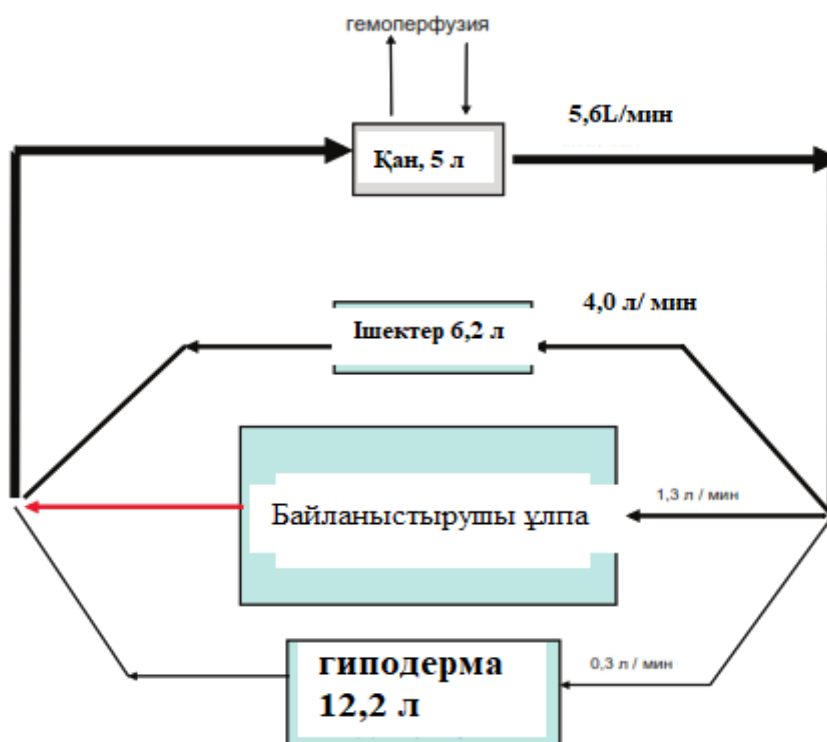 гемоперфузия
5,6L/мин
Қан, 5 л
4,0 л/ мин
Ішектер 6,2 л
1,3 л / мин
Байланыстырушы ұлпа
0,3 л / мин
гиподерма
12,2 л